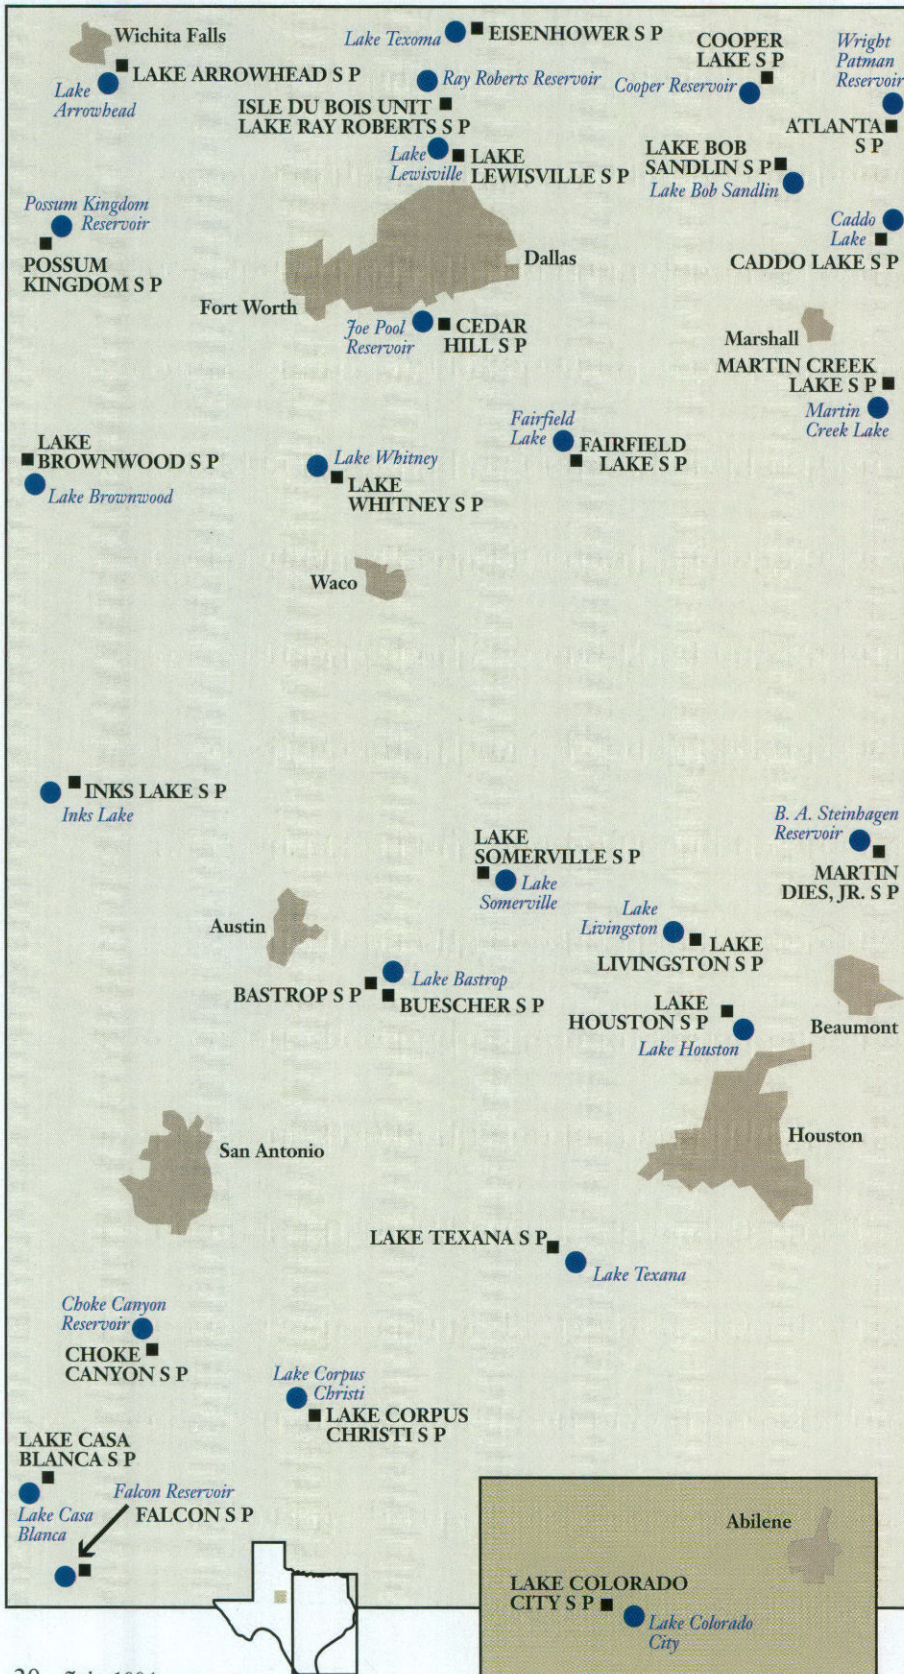 Wichita Falls
Lake Texoma
EISENHOWER S P
COOPER
LAKE S P
Wright
Patman
Reservoir
LAKE ARROWHEAD S P
Lake
Arrowhead
Ray Roberts Reservoir
Cooper Reservoir
ISLE DU BOIS UNIT
LAKE RAY ROBERTS S P
ATLANTA
S P
Lake
Lewisville
LAKE
LEWISVILLE S P
LAKE BOB
SANDLIN S P
Lake Bob Sandlin
Possum Kingdom
Reservoir
POSSUM
KINGDOM S P
Caddo
Lake
CADDO LAKE S P
Dallas
Fort Worth
Joe Pool
Reservoir
CEDAR
HILL S P
Marshall
MARTIN CREEK
LAKE S P
Martin
Creek Lake
Fairfield
Lake
FAIRFIELD
LAKE S P
LAKE
BROWNWOOD S P
Lake Brownwood
Lake Whitney
LAKE
WHITNEY S P
Waco
INKS LAKE S P
Inks Lake
B. A. Steinhagen
Reservoir
MARTIN
DIES, JR. S P
LAKE
SOMERVILLE S P
Lake
Somerville
Austin
Lake
Livingston
LAKE
LIVINGSTON S P
Lake Bastrop
BASTROP S P
BUESCHER S P
LAKE
HOUSTON S P
Lake Houston
Beaumont
San Antonio
Houston
LAKE TEXANA S P
Lake Texana
Choke Canyon
Reservoir
CHOKE
CANYON S P
Lake Corpus
Christi
LAKE CORPUS
CHRISTI S P
LAKE CASA
BLANCA S P
Lake Casa
Blanca
Falcon Reservoir
FALCON S P
Abilene
LAKE COLORADO
CITY S P
Lake Colorado
City